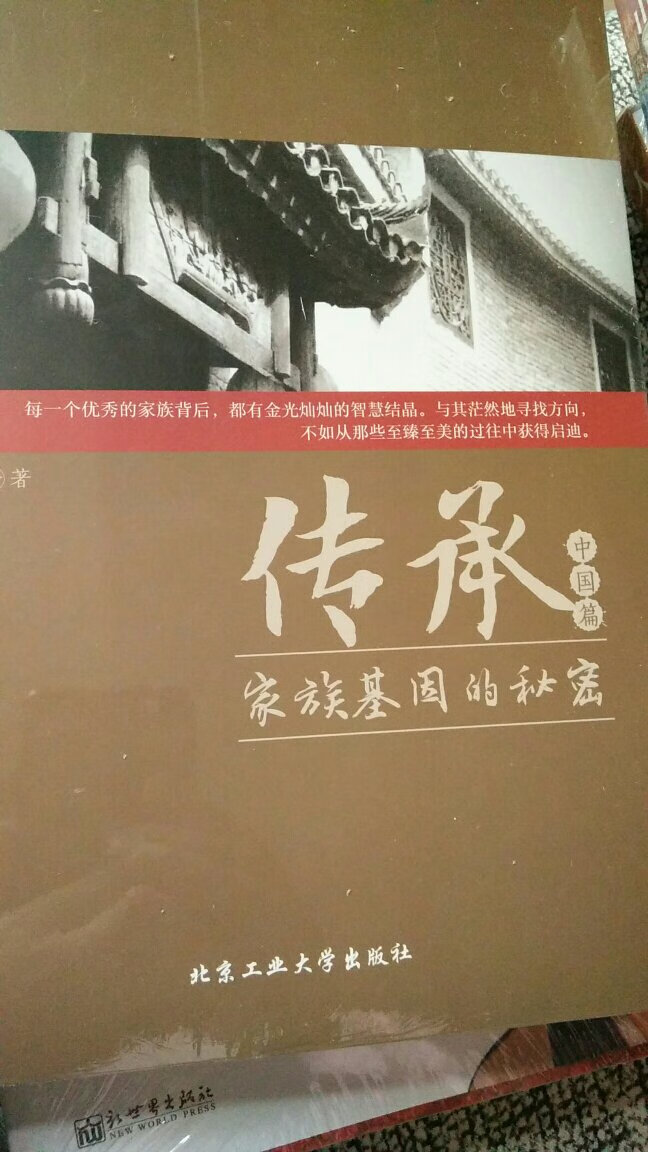 每一个优秀的家族背后，都有金光灿灿的智慧结晶。与其茫然地寻找方向，
不如从那些至臻至美的过往中获得启迪。
著
传承
中国篇
家族基因的秘密
北京工业大学出版社
新世界出版社
NEW WORLD PRESS